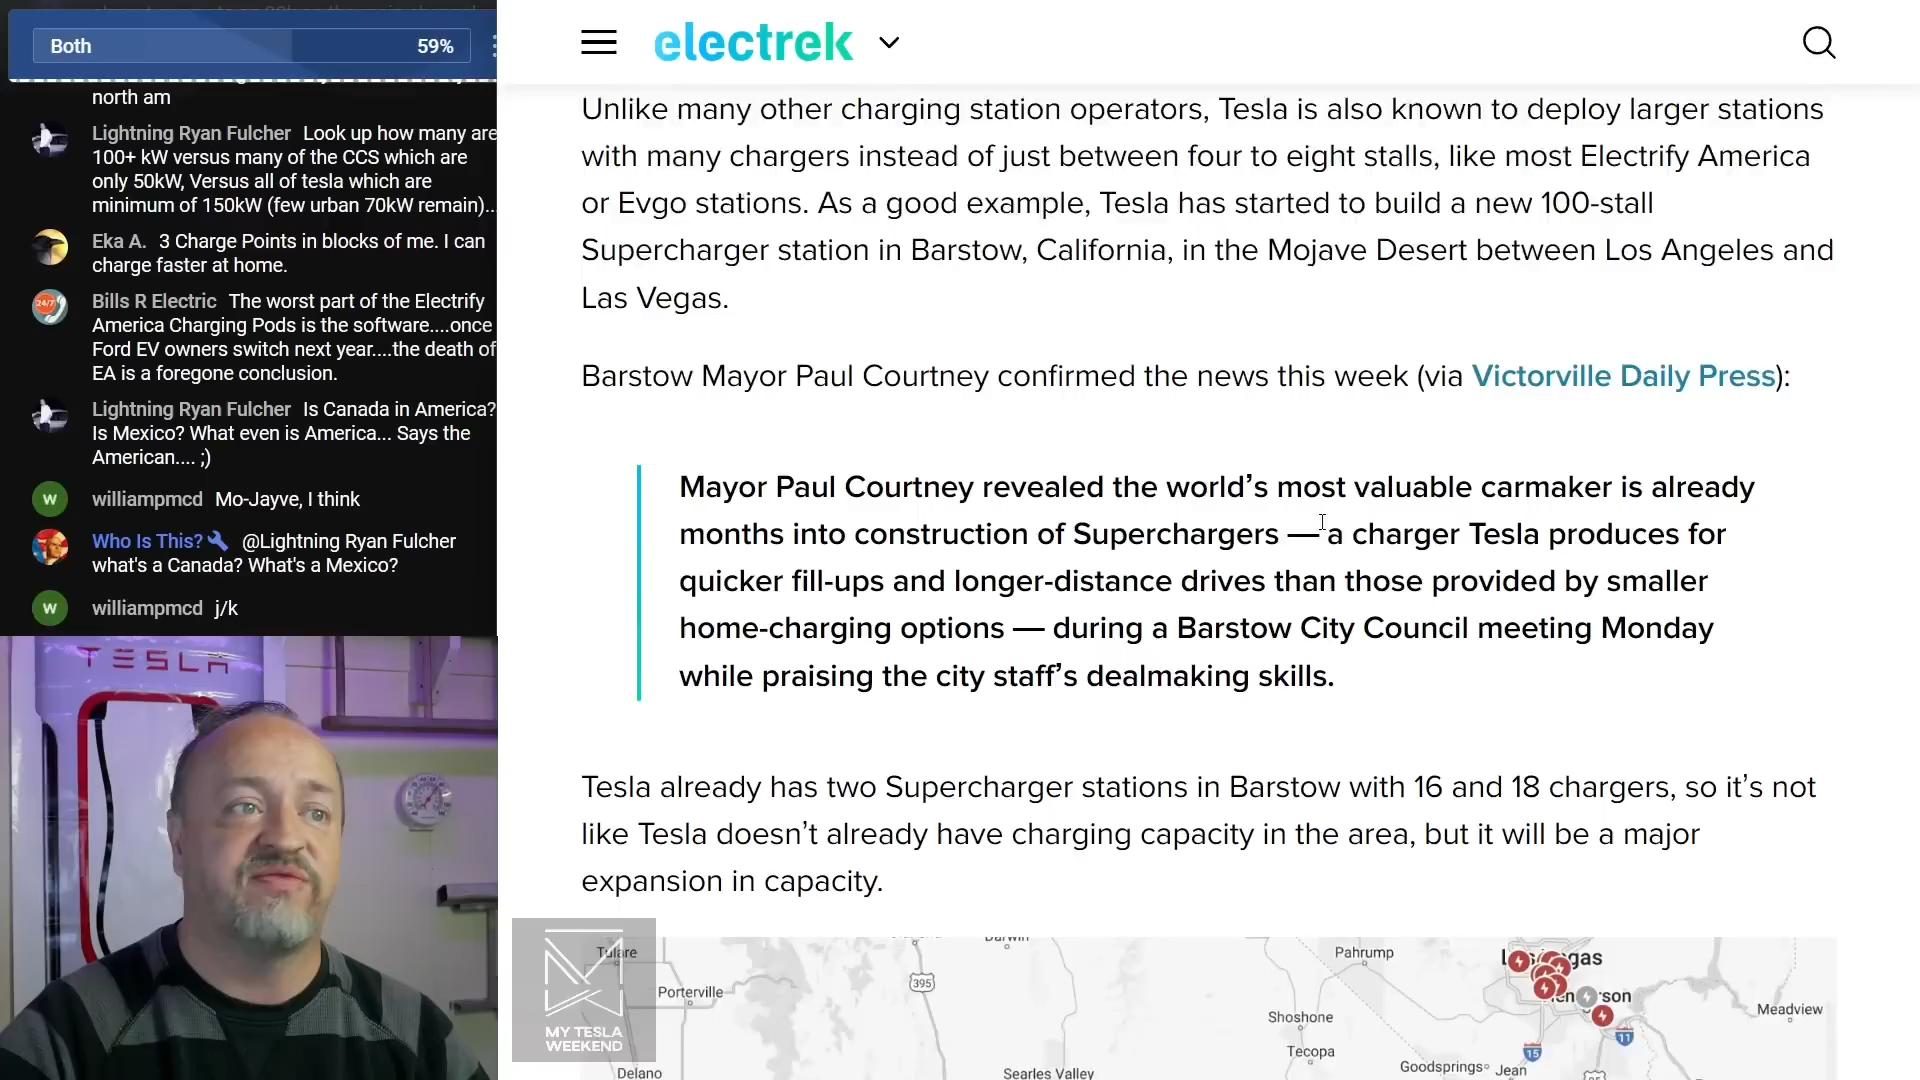 Both 59%
north am
Lightning Ryan Fulcher Look up how many are
100+ kW versus many of the CCS which are
only 50kW, Versus all of tesla which are
minimum of 150kW (few urban 70kW remain)...
Eka A. 3 Charge Points in blocks of me. I can
charge faster at home.
24/7
Bills R Electric The worst part of the Electrify
America Charging Pods is the software....once
Ford EV owners switch next year....the death of
EA is a foregone conclusion.
Lightning Ryan Fulcher Is Canada in America?
Is Mexico? What even is America... Says the
American.... ;)
W williampmcd Mo-Jayve, I think
Who Is This? @Lightning Ryan Fulcher
what's a Canada? What's a Mexico?
W williampmcd j/k
TESLA
electrek
Unlike many other charging station operators, Tesla is also known to deploy larger stations
with many chargers instead of just between four to eight stalls, like most Electrify America
or Evgo stations. As a good example, Tesla has started to build a new 100-stall
Supercharger station in Barstow, California, in the Mojave Desert between Los Angeles and
Las Vegas.
Barstow Mayor Paul Courtney confirmed the news this week (via Victorville Daily Press):
Mayor Paul Courtney revealed the world's most valuable carmaker is already
months into construction of Superchargers — a charger Tesla produces for
quicker fill-ups and longer-distance drives than those provided by smaller
home-charging options — during a Barstow City Council meeting Monday
while praising the city staff's dealmaking skills.
Tesla already has two Supercharger stations in Barstow with 16 and 18 chargers, so it's not
like Tesla doesn't already have charging capacity in the area, but it will be a major
expansion in capacity.
Tulare
Porterville
Delano
395
Darwin
Searles Valley
Pahrump
Shoshone
Tecopa
Goodsprings
Jean
15
11
Meadview
MY TESLA
WEEKEND